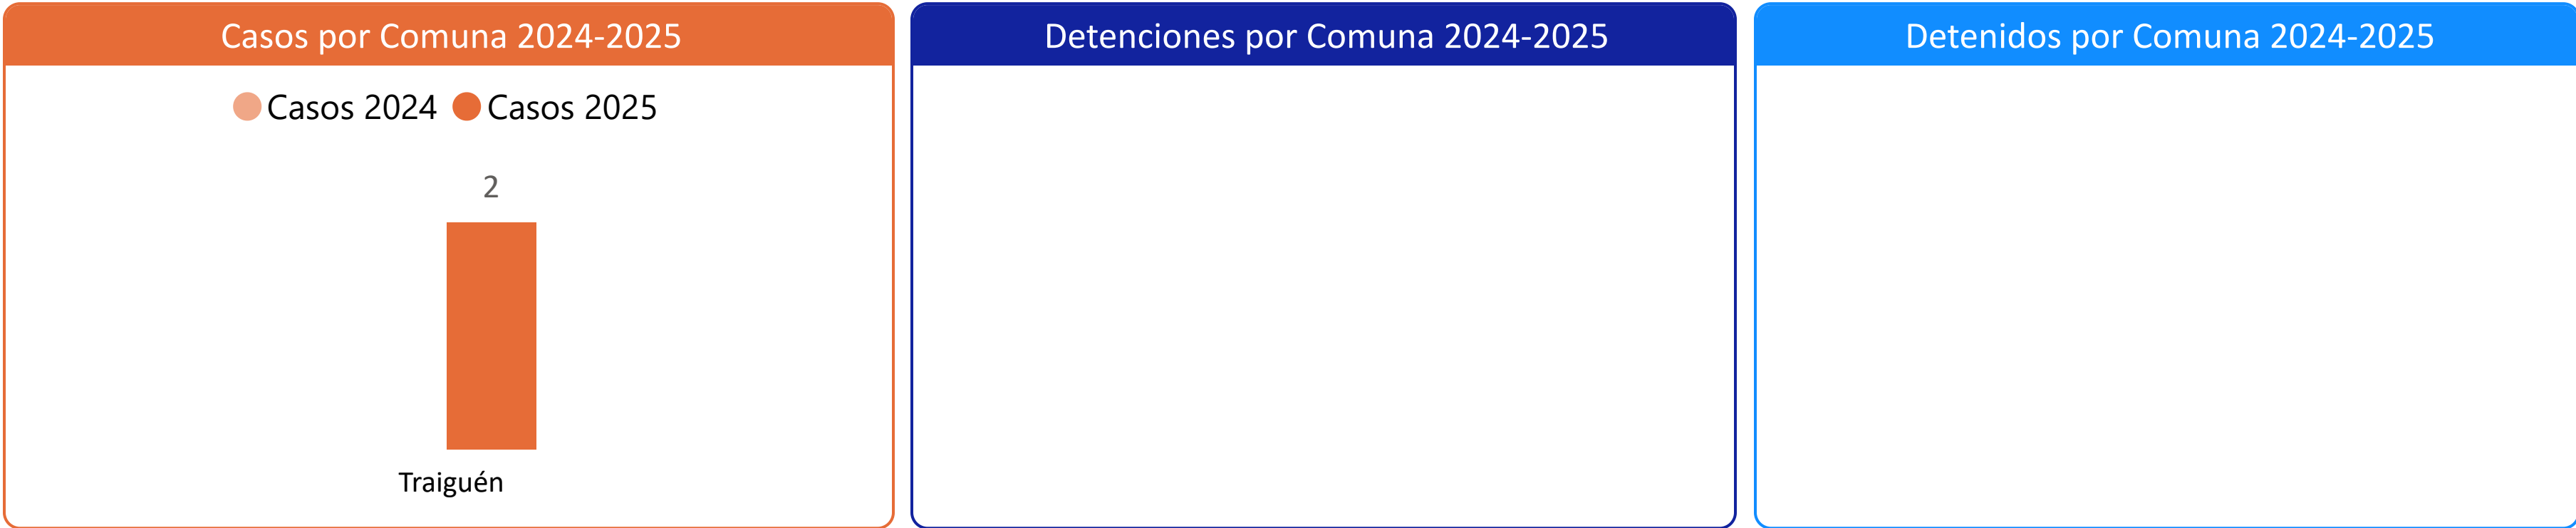 Casos por Comuna 2024-2025
Casos 2024 Casos 2025
2
Traiguén
Detenciones por Comuna 2024-2025
Detenidos por Comuna 2024-2025